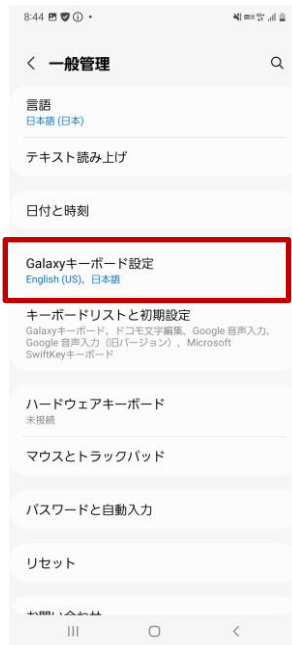 8:44
一般管理
言語
日本語 (日本)
テキスト読み上げ
日付と時刻
Galaxyキーボード設定
English (US)、日本語
キーボードリストと初期設定
Galaxyキーボード、ドコモ文字編集、Google 音声入力、
Google 音声入力（旧バージョン）、Microsoft
SwiftKeyキーボード
ハードウェアキーボード
未接続
マウスとトラックパッド
パスワードと自動入力
リセット
お問い合わせ